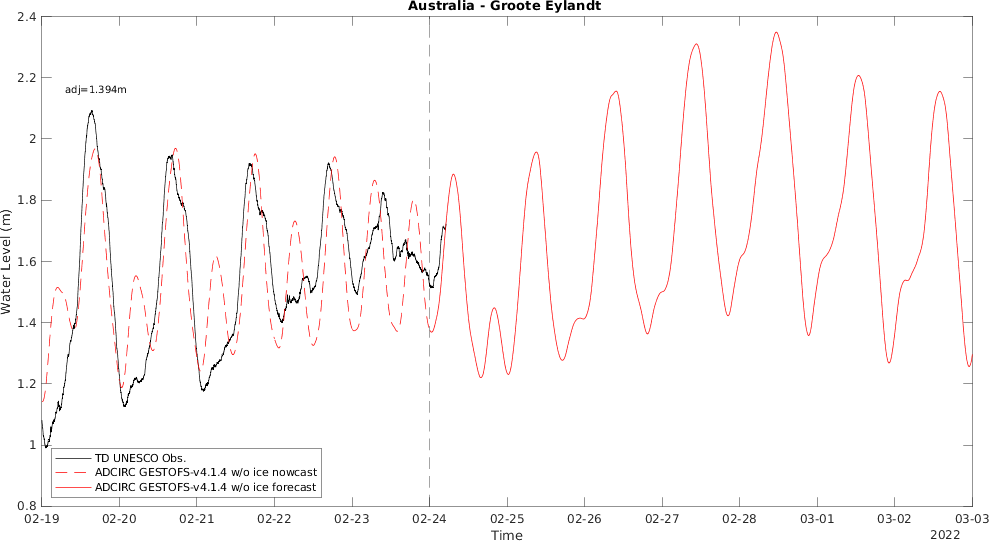 Australia - Groote Eylandt
2.4
2.2
2
1.8
1.6
1.4
1.2
1
0.8
Water Level (m)
adj=1.394m
TD UNESCO Obs.
ADCIRC GESTOFS-v4.1.4 w/o ice nowcast
ADCIRC GESTOFS-v4.1.4 w/o ice forecast
02-19 02-20 02-21 02-22 02-23 02-24 02-25 02-26 02-27 02-28 03-01 03-02 03-03
Time
2022